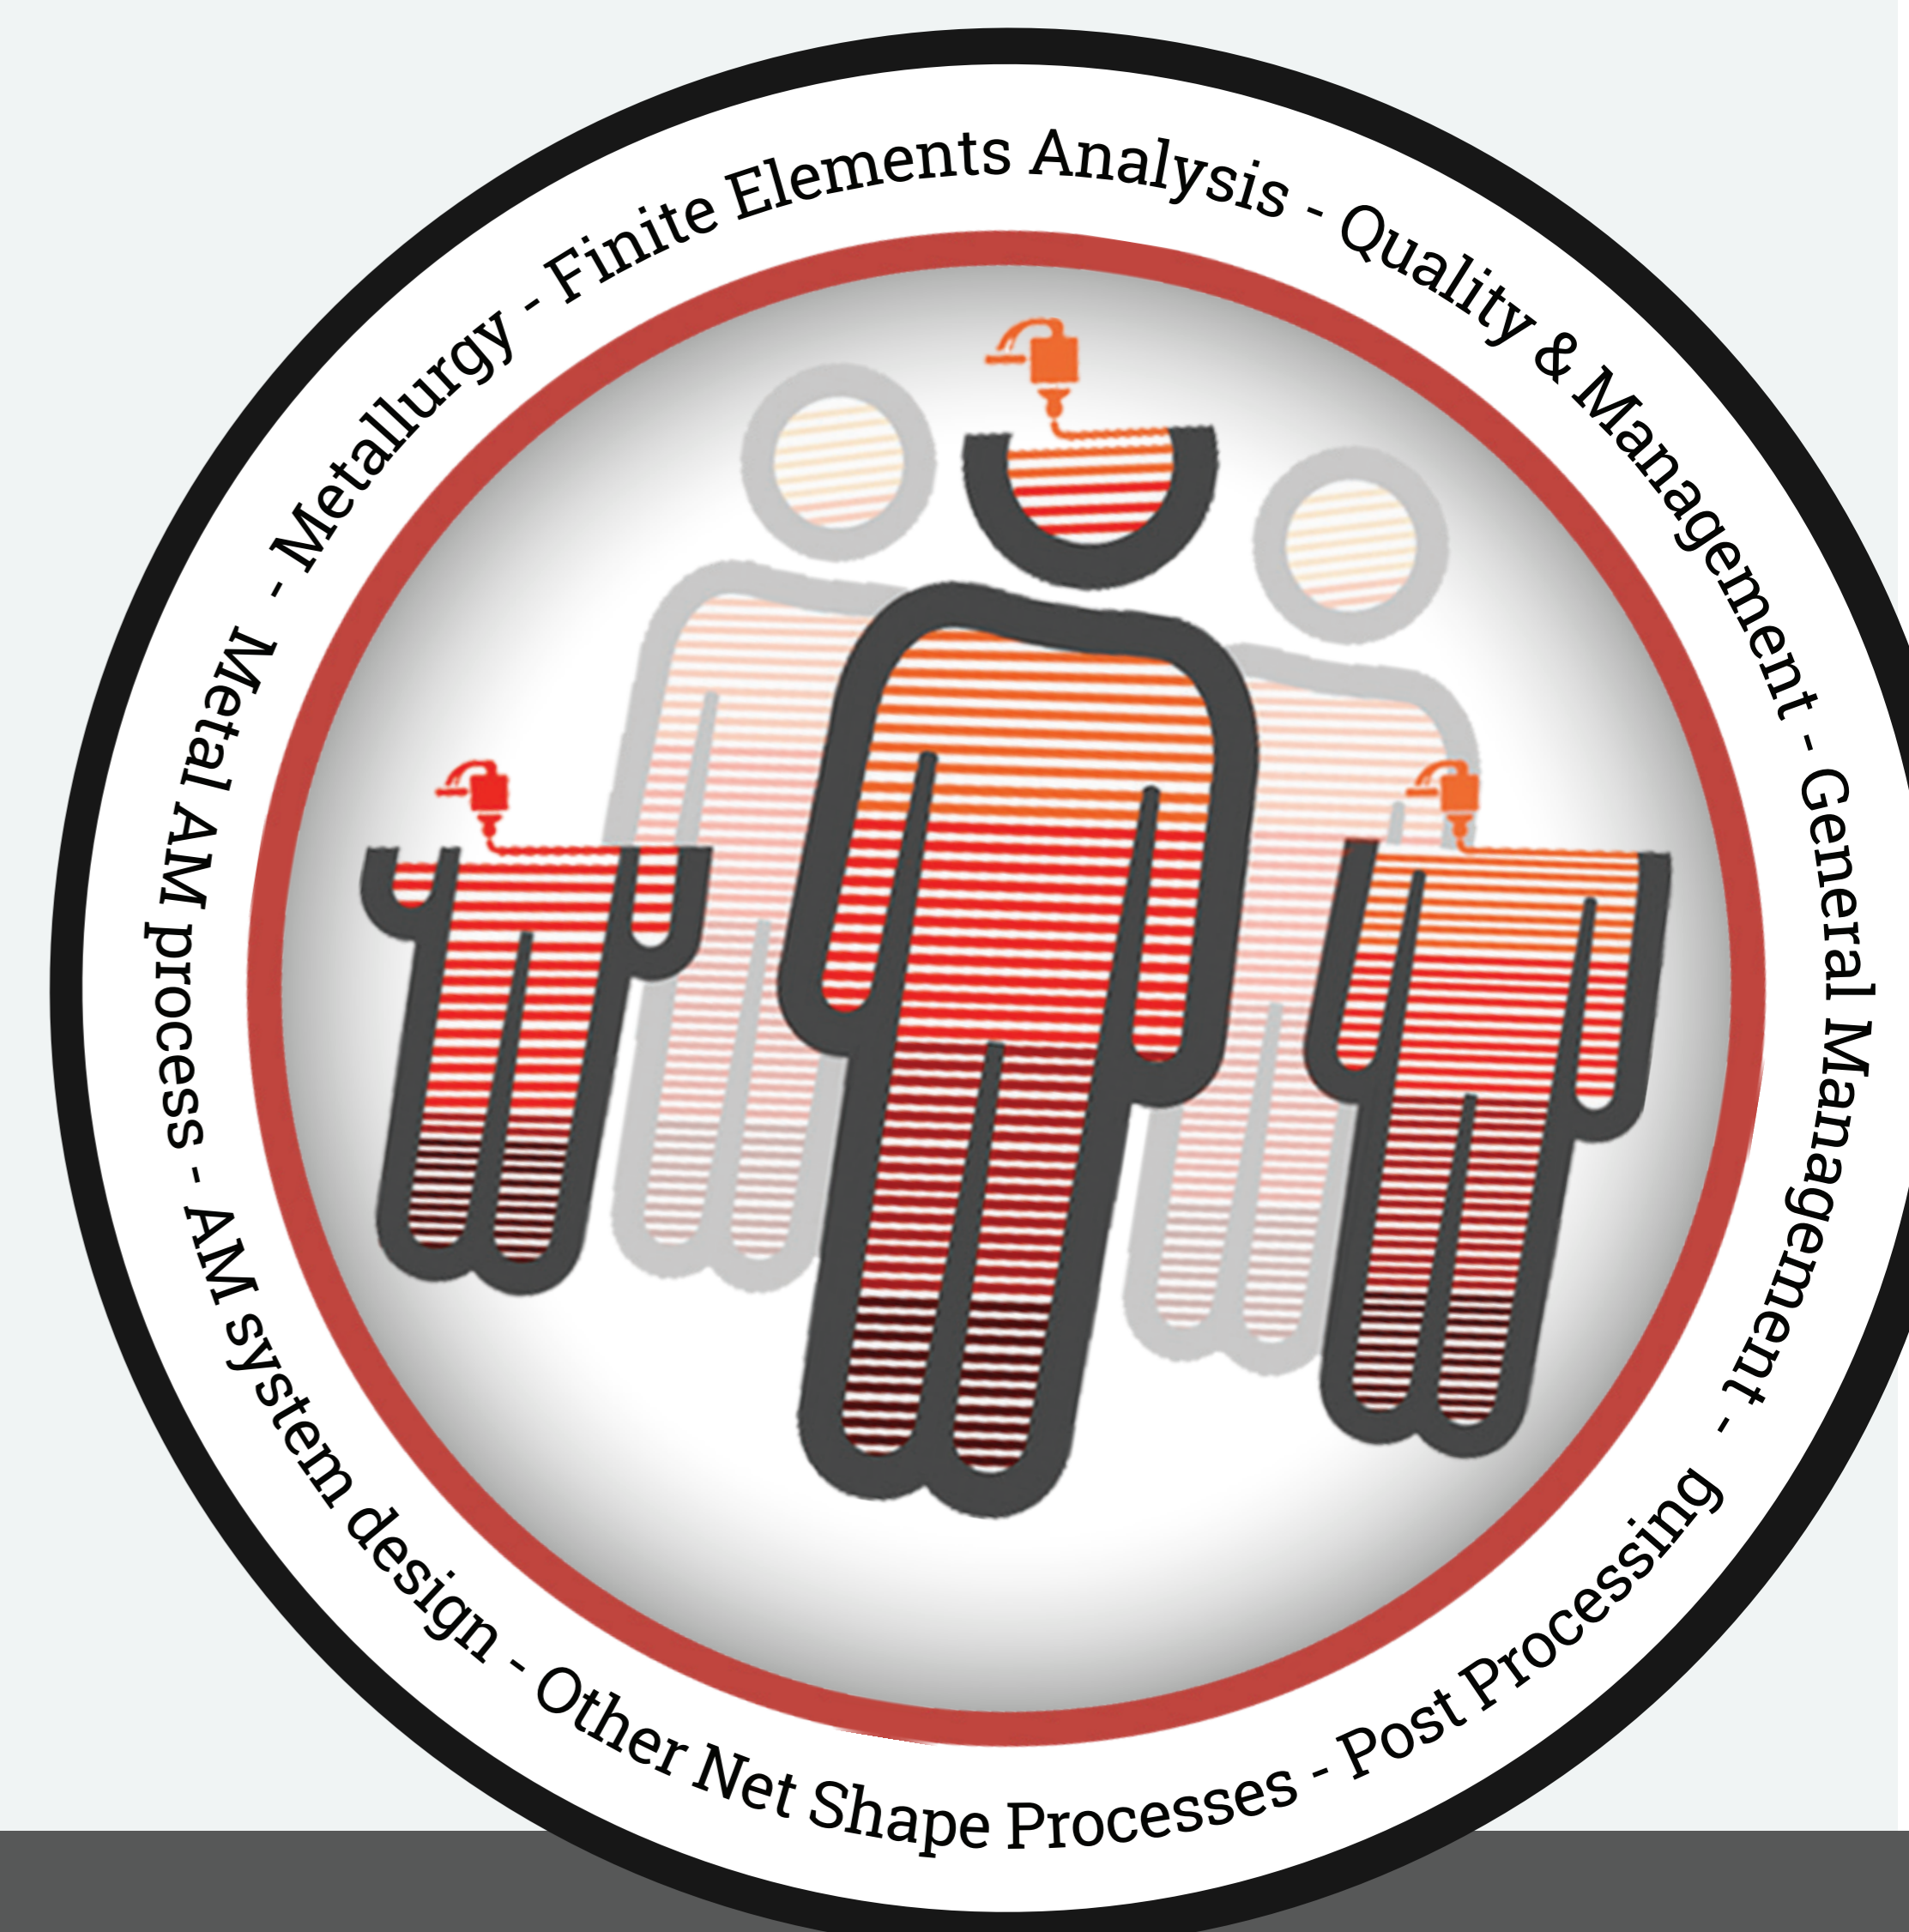 - Metallurgy - Finite Elements Analysis - Quality & Management - General Management -
Metal AM process - AM system design - Other Net Shape Processes - Post Processing